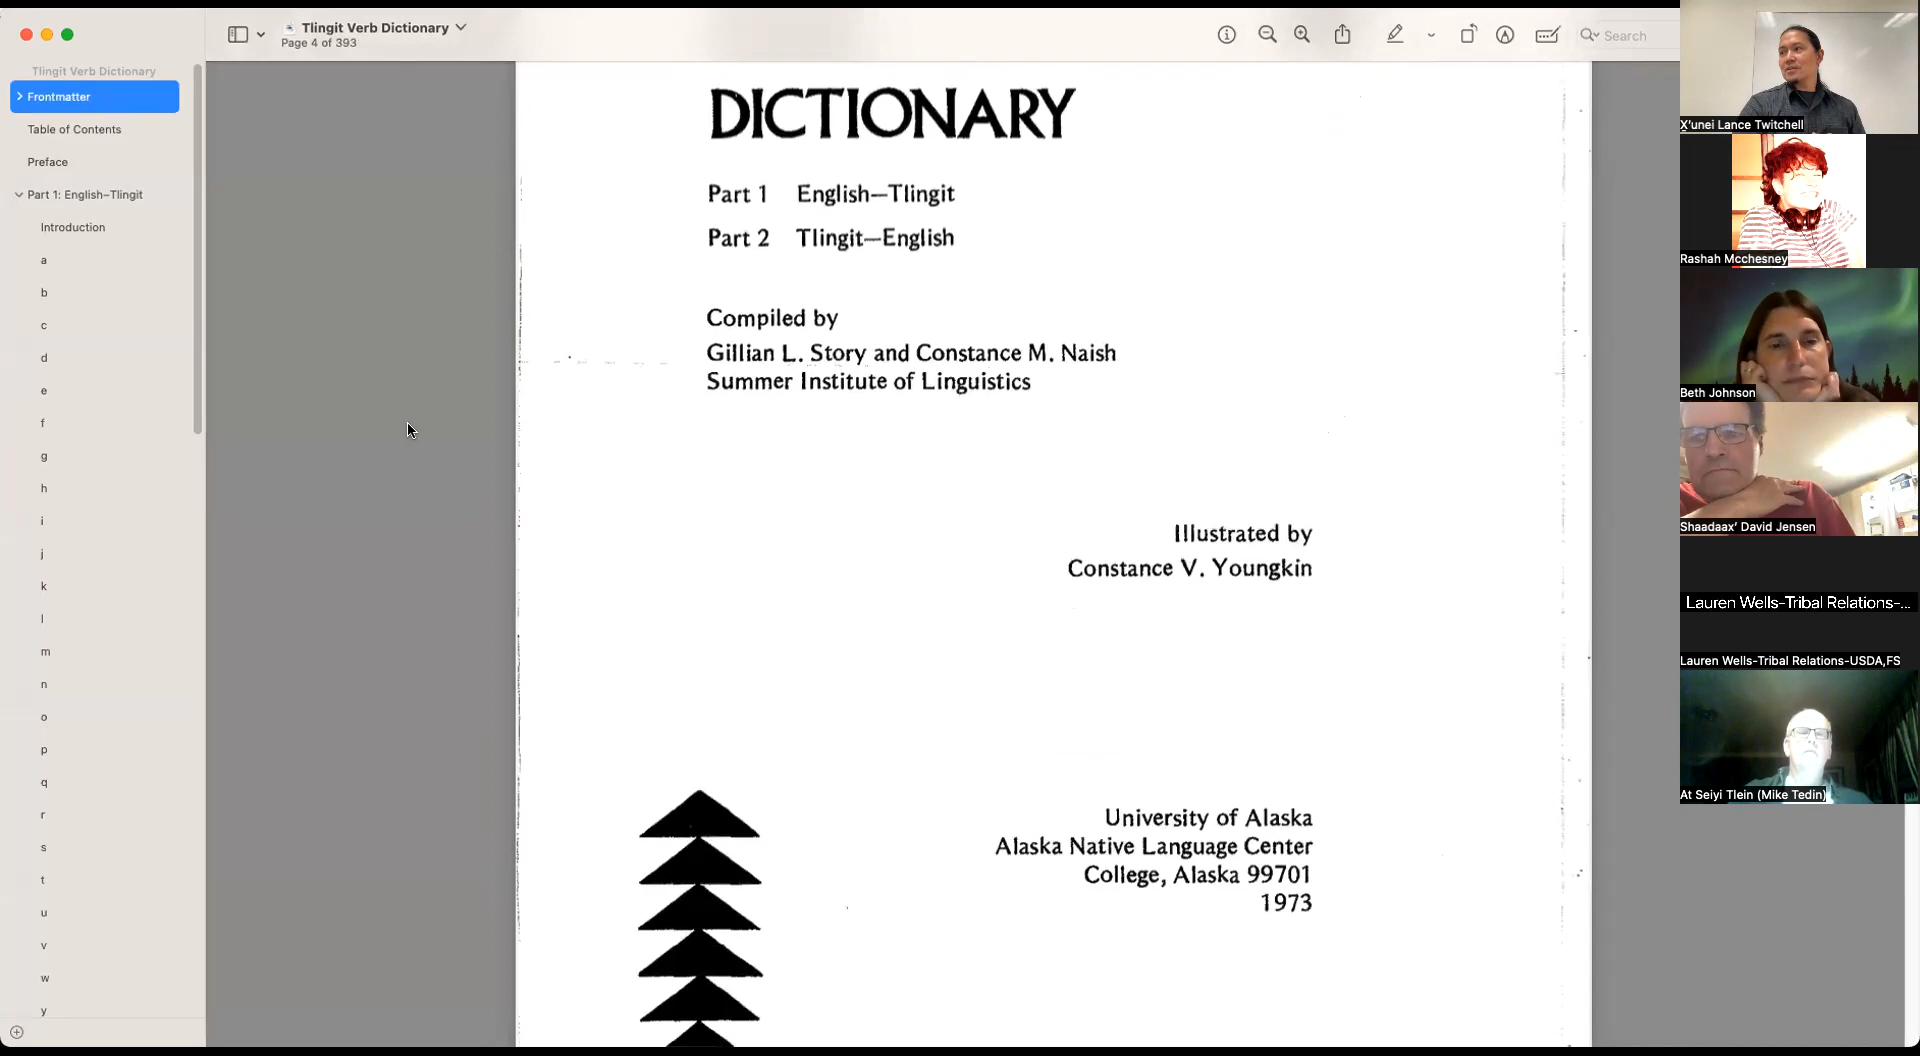 Tlingit Verb Dictionary
Page 4 of 393
Search
Tlingit Verb Dictionary
Frontmatter
Table of Contents
Preface
Part 1: English–Tlingit
Introduction
a
b
c
d
e
f
g
h
i
j
k
l
m
n
o
p
q
r
s
t
u
v
w
y
DICTIONARY
Part 1 English—Tlingit
Part 2 Tlingit—English
Compiled by
Gillian L. Story and Constance M. Naish
Summer Institute of Linguistics
Illustrated by
Constance V. Youngkin
University of Alaska
Alaska Native Language Center
College, Alaska 99701
1973
X̱ʼunei Lance Twitchell
Rashah Mcchesney
Beth Johnson
Shaadaax’ David Jensen
Lauren Wells-Tribal Relations-...
Lauren Wells-Tribal Relations-USDA,FS
At Seiyi Tlein (Mike Tedin)